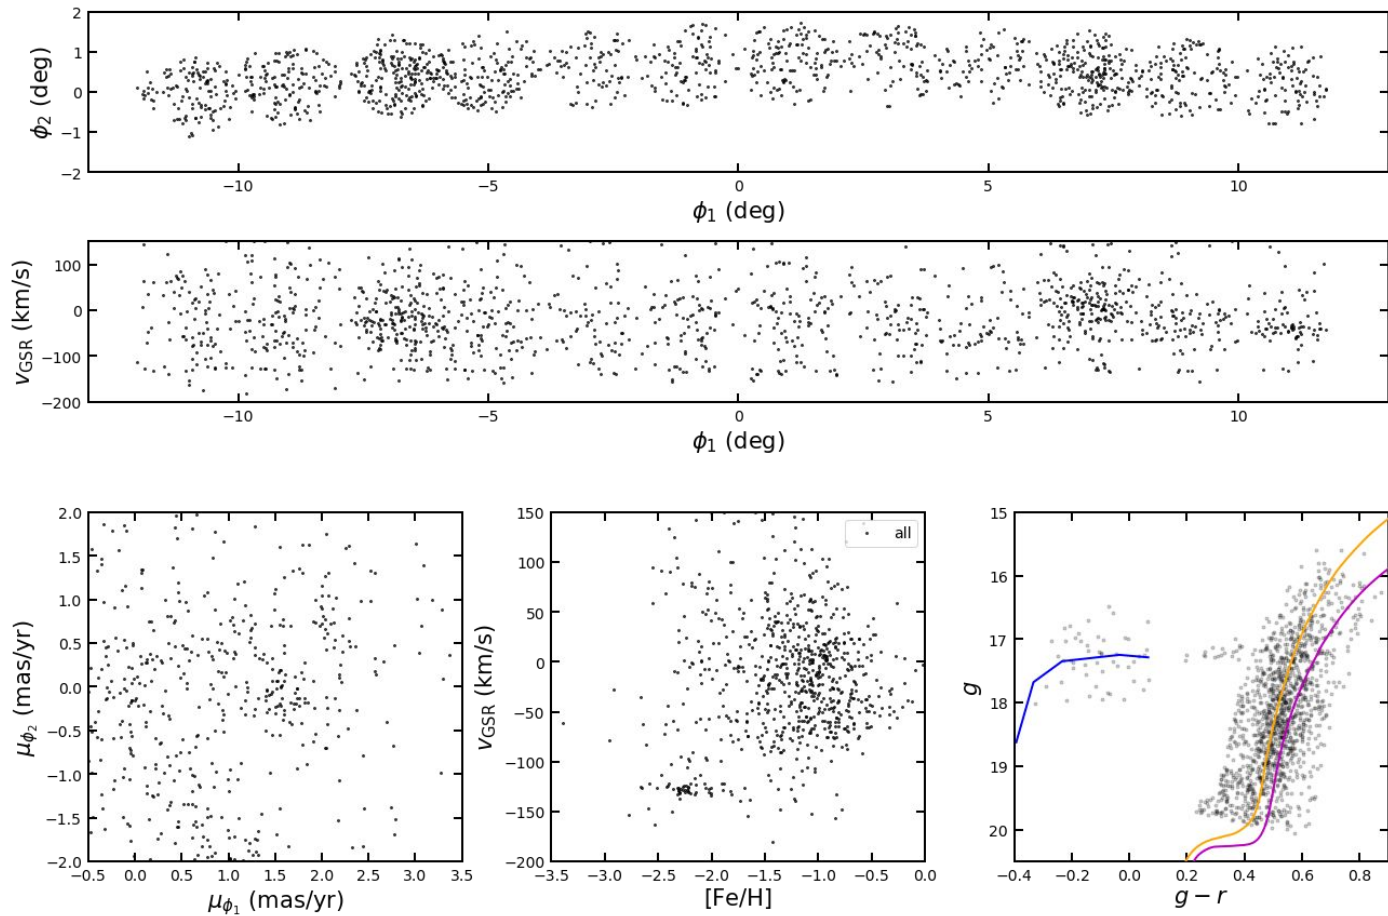 2
1
0
−1
−2
ϕ2 (deg)
−10 −5 0 5 10
ϕ1 (deg)
100
0
−100
−200
vGSR (km/s)
−10 −5 0 5 10
ϕ1 (deg)
2.0
1.5
1.0
0.5
0.0
−0.5
−1.0
−1.5
−2.0
μϕ2 (mas/yr)
−0.5 0.0 0.5 1.0 1.5 2.0 2.5 3.0 3.5
μϕ1 (mas/yr)
all
150
100
50
0
−50
−100
−150
−200
vGSR (km/s)
−3.5 −3.0 −2.5 −2.0 −1.5 −1.0 −0.5 0.0
[Fe/H]
15
16
17
18
19
20
g
−0.4 −0.2 0.0 0.2 0.4 0.6 0.8
g − r